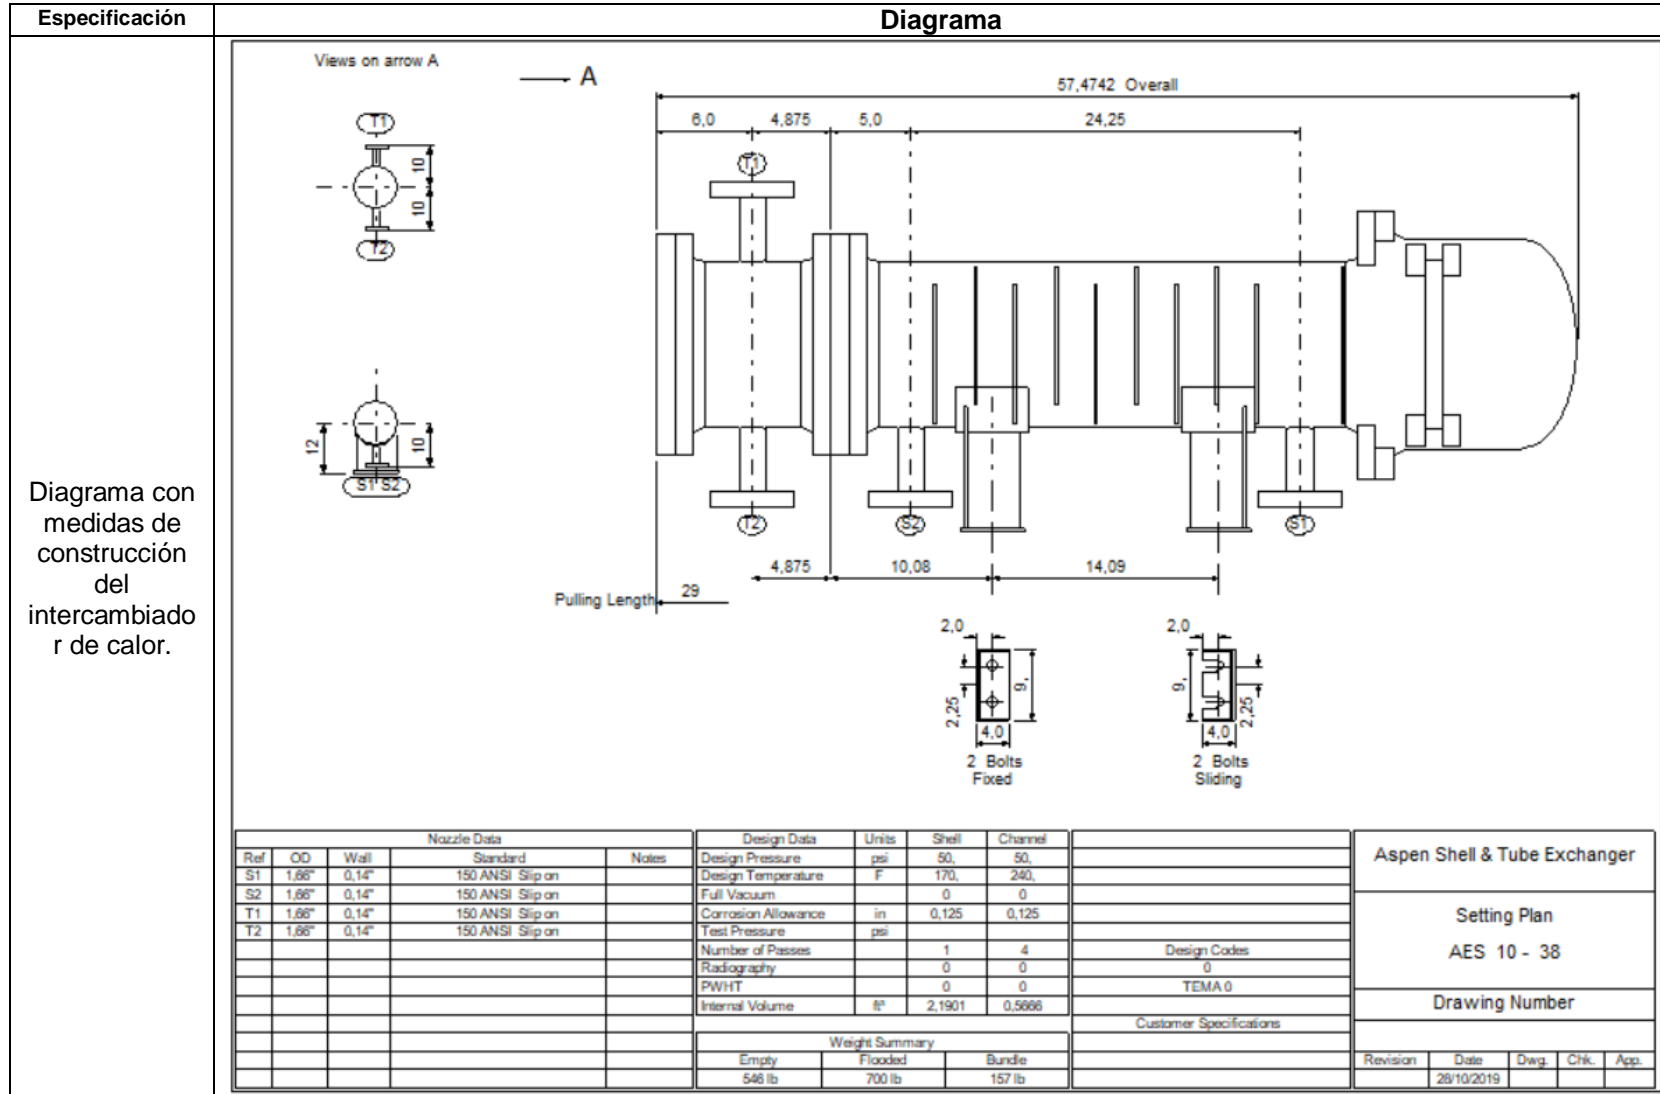 Especificación Diagrama
Diagrama con
medidas de
construcción
del
intercambiado
r de calor.
Views on arrow A
A
57,4742 Overall
6,0 4,875 5,0 24,25
T1
10
10
T2
T1
12
10
S1 S2
T2 S2 S1
4,875 10,08 14,09
Pulling Length 29
2,0 2,0
9, 9,
2,25 2,25
4,0 4,0
2 Bolts 2 Bolts
Fixed Sliding
Nozzle Data
Ref OD Wall Standard Notes
S1 1,66" 0,14" 150 ANSI Slip on
S2 1,66" 0,14" 150 ANSI Slip on
T1 1,66" 0,14" 150 ANSI Slip on
T2 1,66" 0,14" 150 ANSI Slip on
Design Data Units Shell Channel
Design Pressure psi 50, 50,
Design Temperature F 170, 240,
Full Vacuum 0 0
Corrosion Allowance in 0,125 0,125
Test Pressure psi
Number of Passes 1 4
Radiography 0 0
PWHT 0 0
Internal Volume ft³ 2,1901 0,5666
Weight Summary
Empty Flooded Bundle
546 lb 700 lb 157 lb
Design Codes
0
TEMA 0
Customer Specifications
Aspen Shell & Tube Exchanger
Setting Plan
AES 10 - 38
Drawing Number
Revision Date Dwg. Chk. App.
28/10/2019